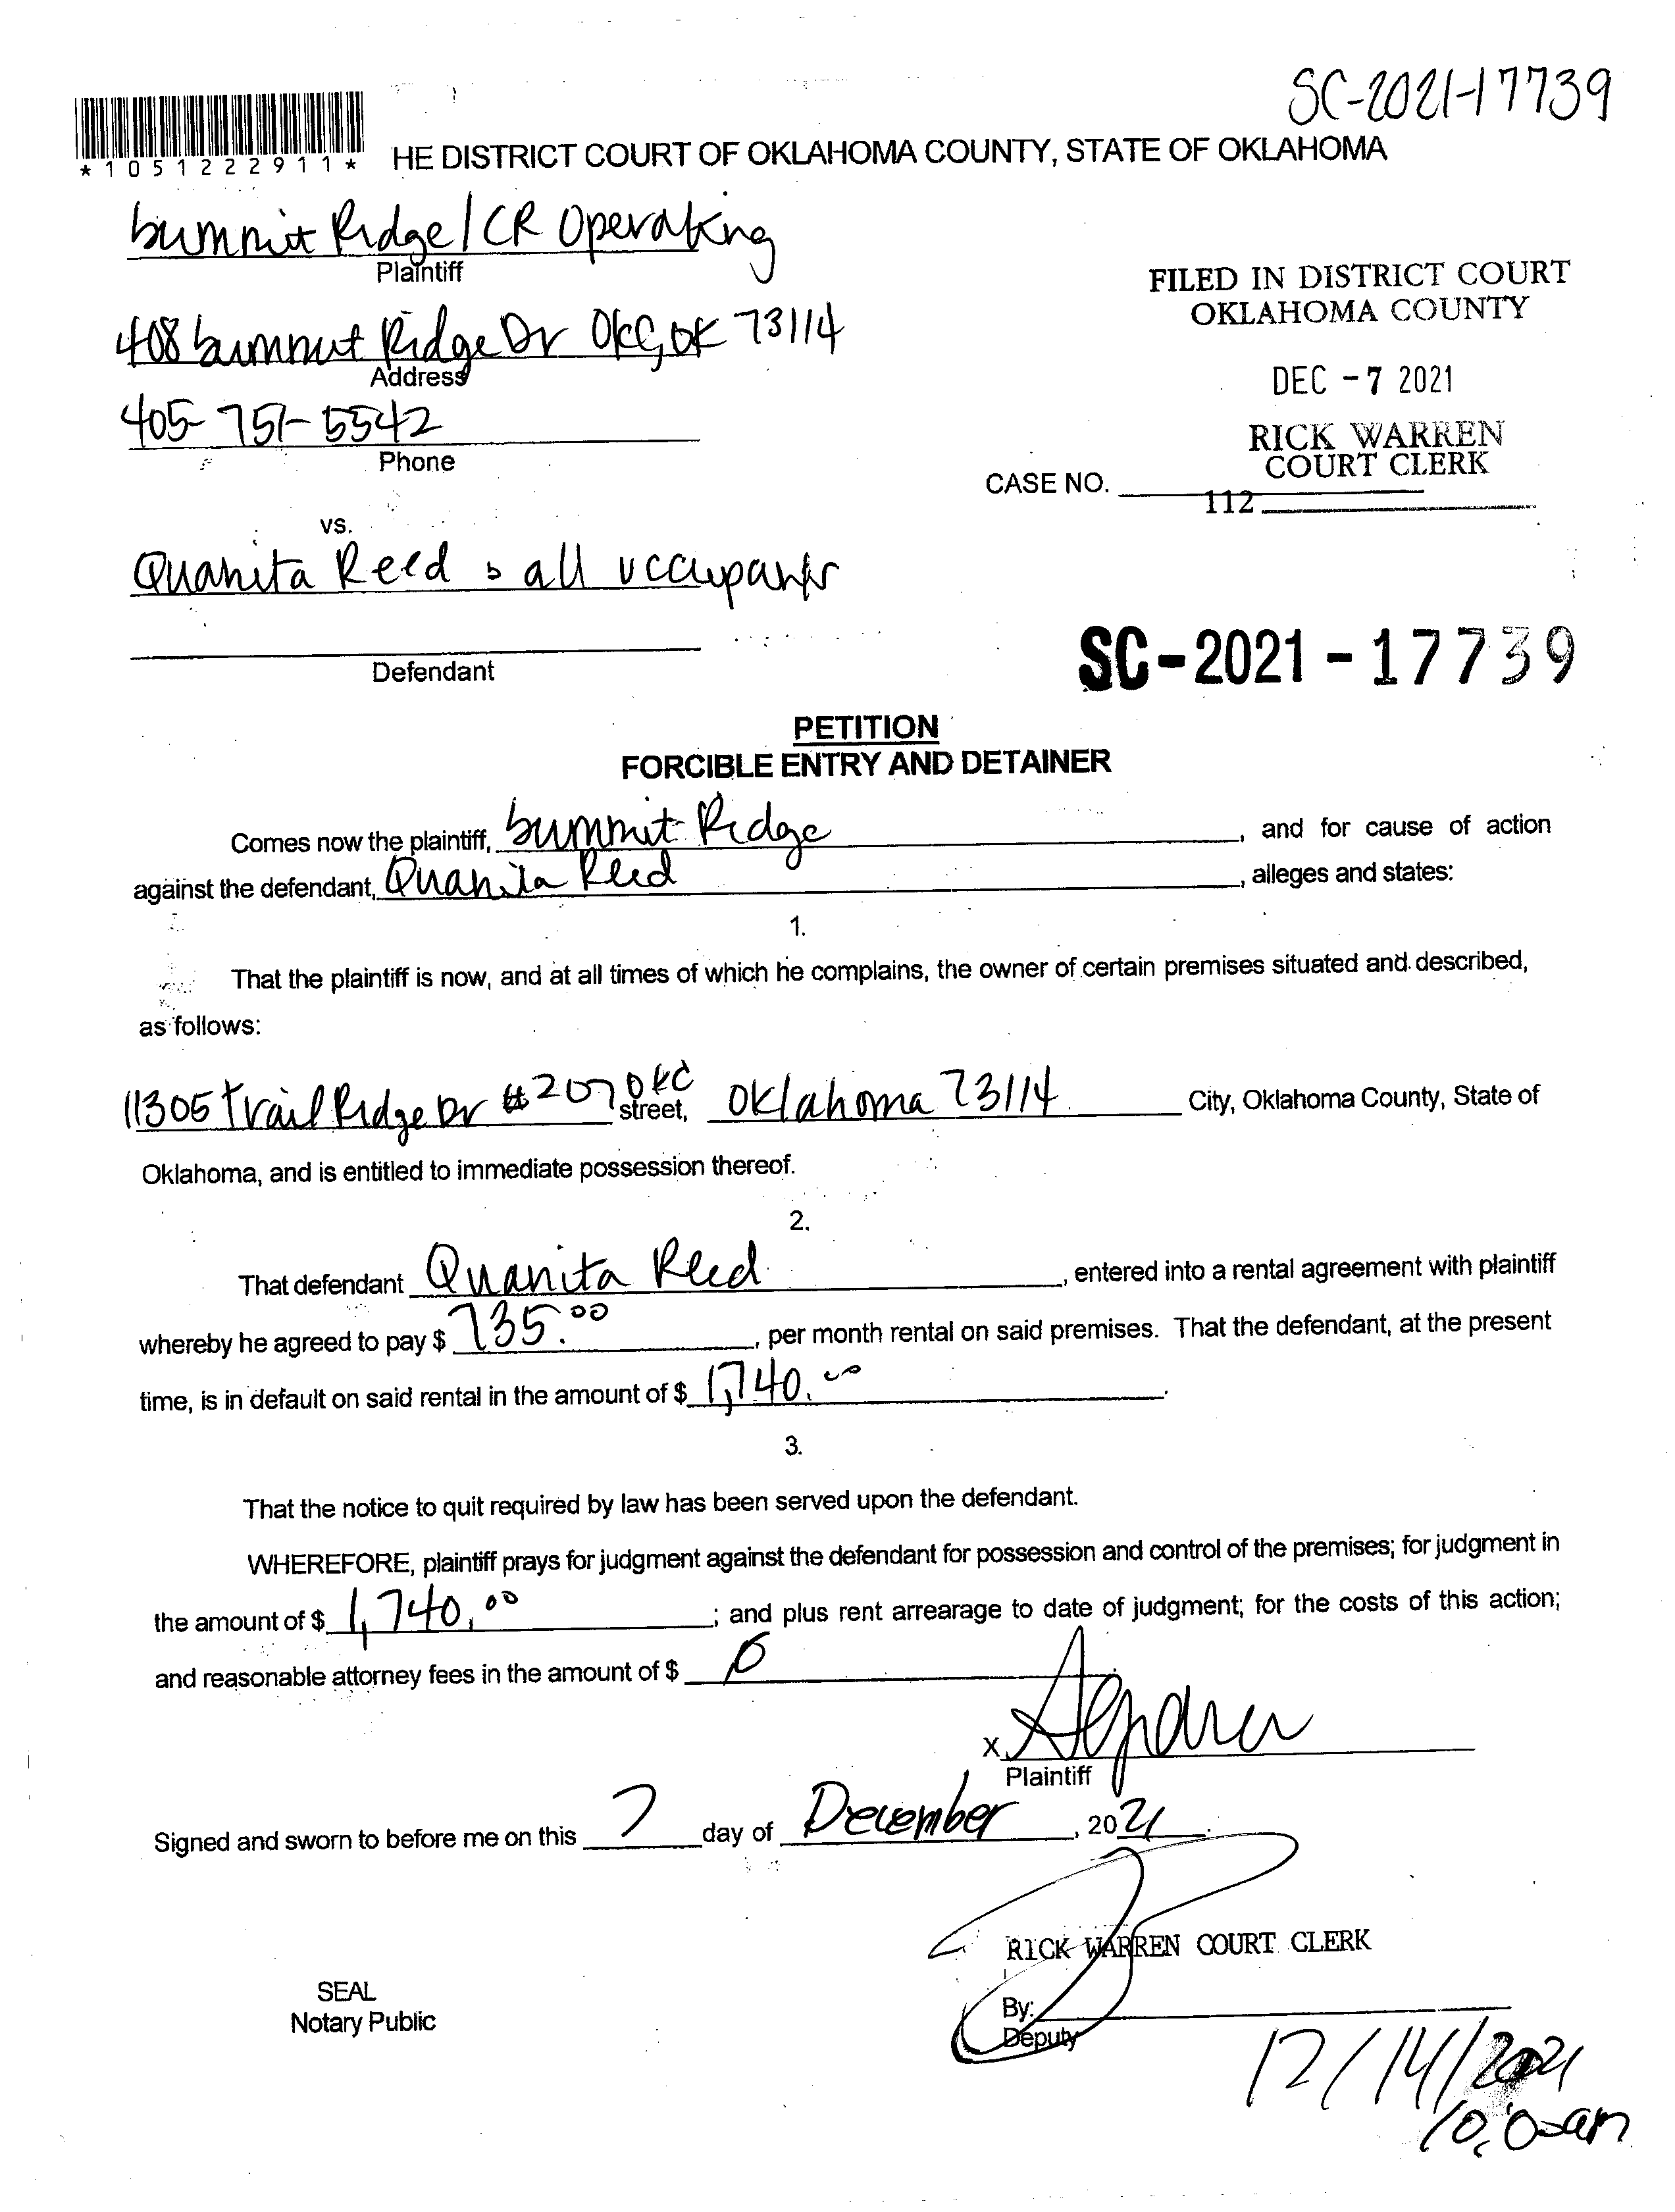 SC-2021-17739
*1051222911*
HE DISTRICT COURT OF OKLAHOMA COUNTY, STATE OF OKLAHOMA
Summit Ridge/CR Operating
Plaintiff
408 Summit Ridge Dr OKC, OK 73114
Address
405-751-5542
Phone
FILED IN DISTRICT COURT
OKLAHOMA COUNTY
DEC -7 2021
RICK WARREN
COURT CLERK
CASE NO.
112
vs.
Quanita Reed & all occupants
Defendant
SC-2021-17739
PETITION
FORCIBLE ENTRY AND DETAINER
Comes now the plaintiff, Summit Ridge, and for cause of action
against the defendant, Quanita Reed, alleges and states:
1.
That the plaintiff is now, and at all times of which he complains, the owner of certain premises situated and described,
as follows:
11305 Trail Ridge Dr #207 OKC street, Oklahoma 73114 City, Oklahoma County, State of
Oklahoma, and is entitled to immediate possession thereof.
2.
That defendant Quanita Reed, entered into a rental agreement with plaintiff
whereby he agreed to pay $ 735.00, per month rental on said premises. That the defendant, at the present
time, is in default on said rental in the amount of $ 1,740.00.
3.
That the notice to quit required by law has been served upon the defendant.
WHEREFORE, plaintiff prays for judgment against the defendant for possession and control of the premises; for judgment in
the amount of $ 1,740.00; and plus rent arrearage to date of judgment; for the costs of this action;
and reasonable attorney fees in the amount of $ 0
X
Plaintiff
Signed and sworn to before me on this 7 day of December, 2021.
RICK WARREN COURT CLERK
SEAL
Notary Public
By:
Deputy
12/14/2021
10:00am